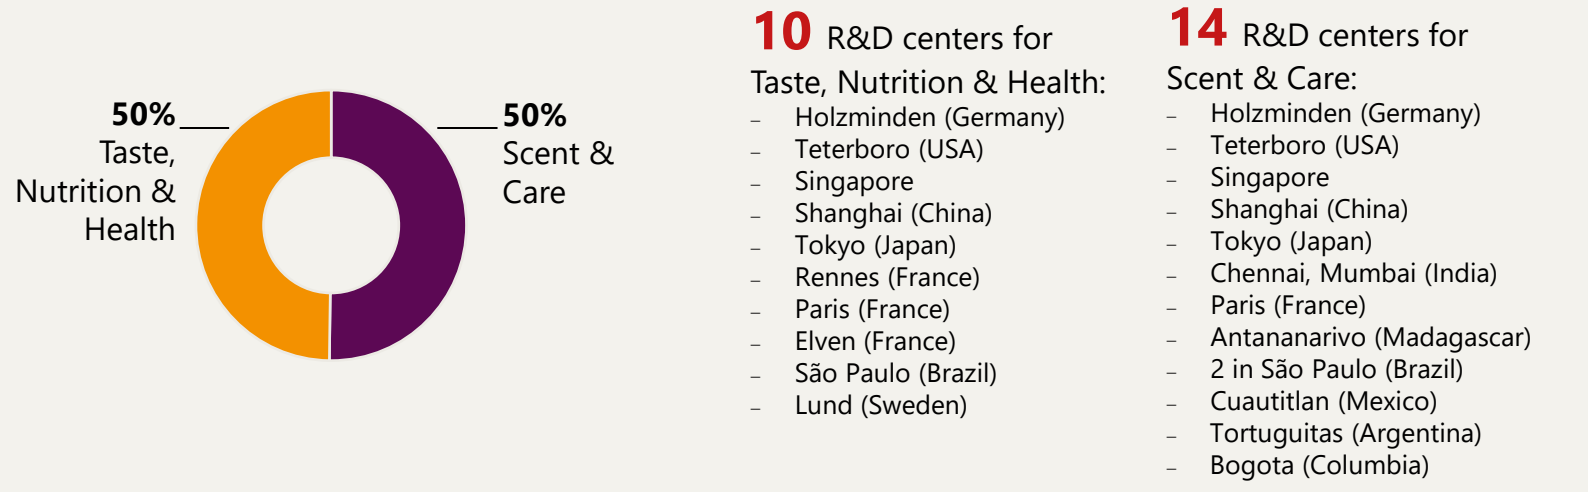 50%
Taste,
Nutrition &
Health
50%
Scent &
Care
10 R&D centers for
Taste, Nutrition & Health:
– Holzminden (Germany)
– Teterboro (USA)
– Singapore
– Shanghai (China)
– Tokyo (Japan)
– Rennes (France)
– Paris (France)
– Elven (France)
– São Paulo (Brazil)
– Lund (Sweden)
14 R&D centers for
Scent & Care:
– Holzminden (Germany)
– Teterboro (USA)
– Singapore
– Shanghai (China)
– Tokyo (Japan)
– Chennai, Mumbai (India)
– Paris (France)
– Antananarivo (Madagascar)
– 2 in São Paulo (Brazil)
– Cuautitlan (Mexico)
– Tortuguitas (Argentina)
– Bogota (Columbia)